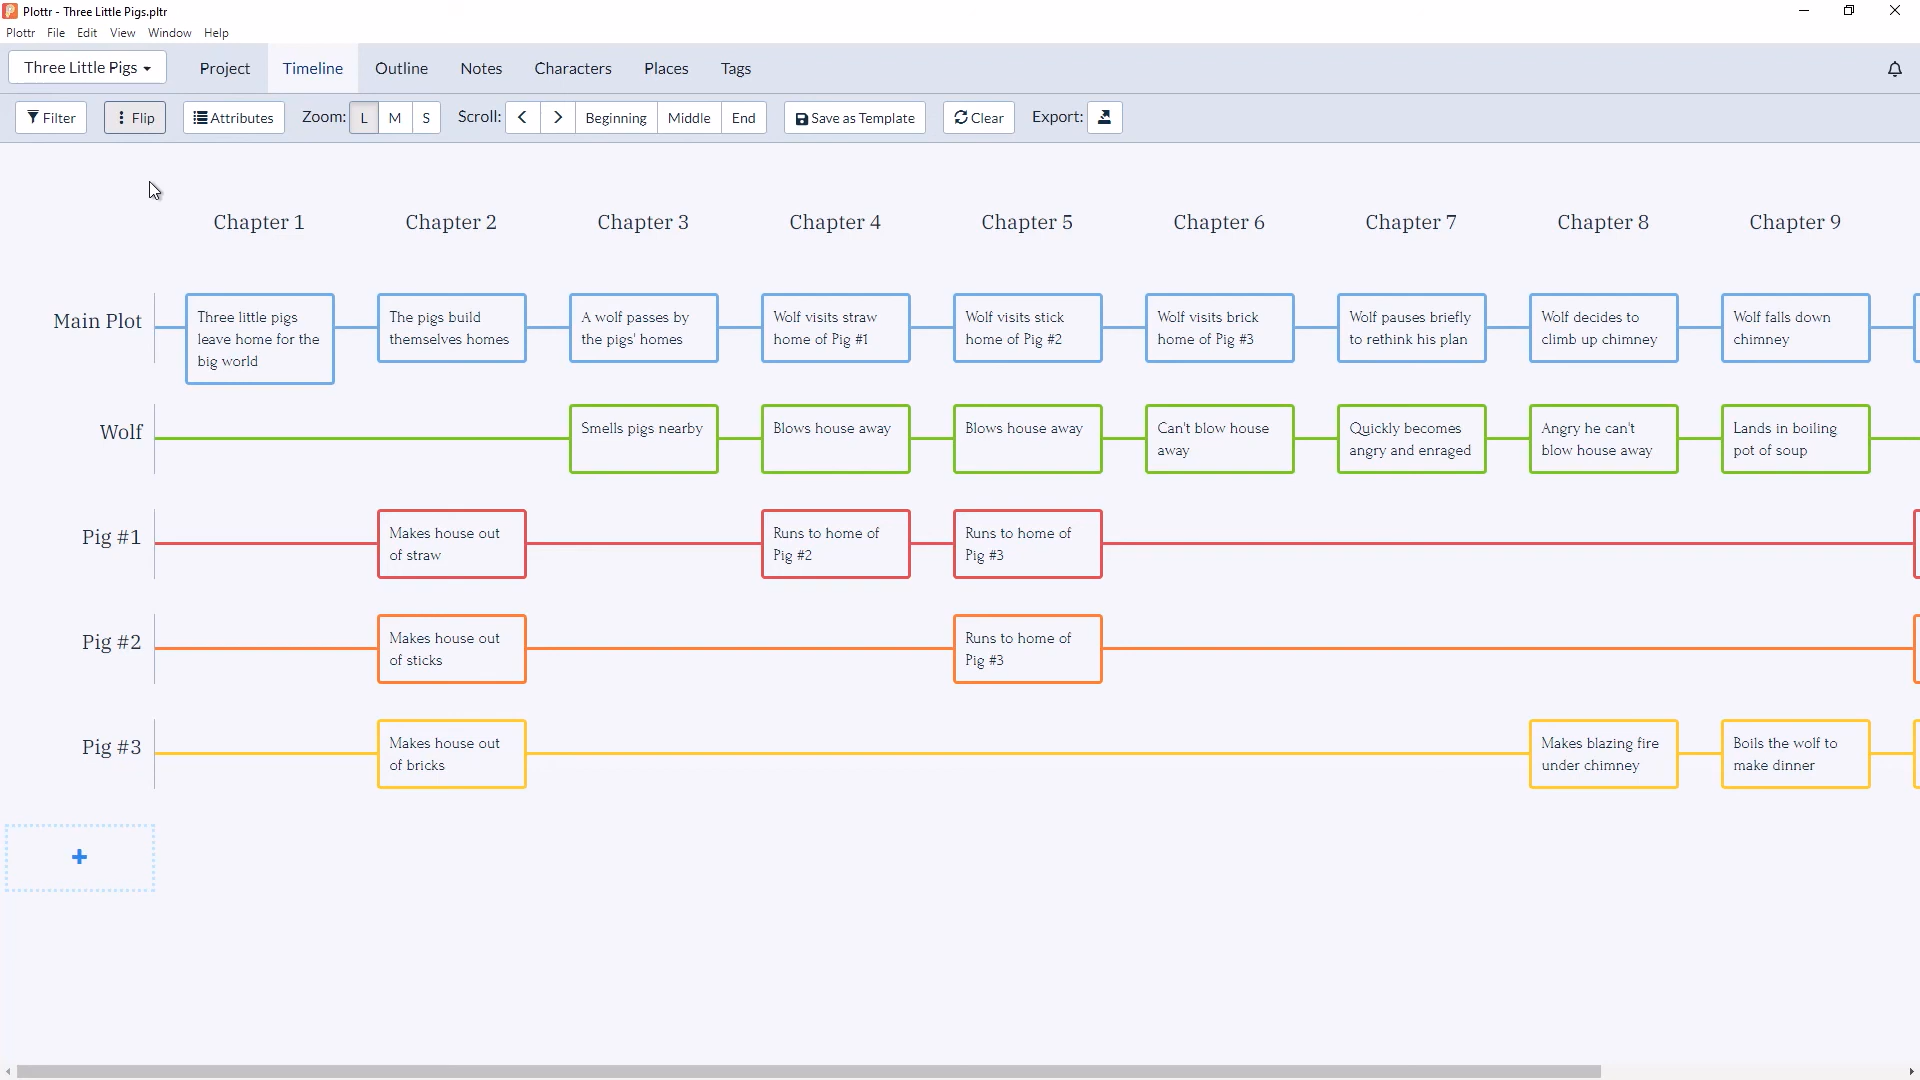 Plottr - Three Little Pigs.pltr
Plottr File Edit View Window Help
Three Little Pigs Project Timeline Outline Notes Characters Places Tags
Filter Flip Attributes Zoom: L M S Scroll: Beginning Middle End Save as Template Clear Export:
Chapter 1 Chapter 2 Chapter 3 Chapter 4 Chapter 5 Chapter 6 Chapter 7 Chapter 8 Chapter 9
Main Plot
Three little pigs
leave home for the
big world
The pigs build
themselves homes
A wolf passes by
the pigs' homes
Wolf visits straw
home of Pig #1
Wolf visits stick
home of Pig #2
Wolf visits brick
home of Pig #3
Wolf pauses briefly
to rethink his plan
Wolf decides to
climb up chimney
Wolf falls down
chimney
Wolf
Smells pigs nearby
Blows house away
Blows house away
Can't blow house
away
Quickly becomes
angry and enraged
Angry he can't
blow house away
Lands in boiling
pot of soup
Pig #1
Makes house out
of straw
Runs to home of
Pig #2
Runs to home of
Pig #3
Pig #2
Makes house out
of sticks
Runs to home of
Pig #3
Pig #3
Makes house out
of bricks
Makes blazing fire
under chimney
Boils the wolf to
make dinner